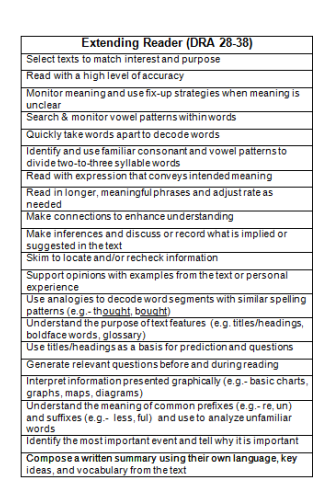 Extending Reader (DRA 28-38)
Select texts to match interest and purpose
Read with a high level of accuracy
Monitor meaning and use fix-up strategies when meaning is
unclear
Search & monitor vowel patterns within words
Quickly take words apart to decode words
Identify and use familiar consonant and vowel patterns to
divide two-to-three syllable words
Read with expression that conveys intended meaning
Read in longer, meaningful phrases and adjust rate as
needed
Make connections to enhance understanding
Make inferences and discuss or record what is implied or
suggested in the text
Skim to locate and/or recheck information
Support opinions with examples from the text or personal
experience
Use analogies to decode word segments with similar spelling
patterns (e.g.- thought, bought)
Understand the purpose of text features (e.g. titles/headings,
boldface words, glossary)
Use titles/headings as a basis for prediction and questions
Generate relevant questions before and during reading
Interpret information presented graphically (e.g.- basic charts,
graphs, maps, diagrams)
Understand the meaning of common prefixes (e.g.- re, un)
and suffixes (e.g.- less, ful) and use to analyze unfamiliar
words
Identify the most important event and tell why it is important
Compose a written summary using their own language, key
ideas, and vocabulary from the text